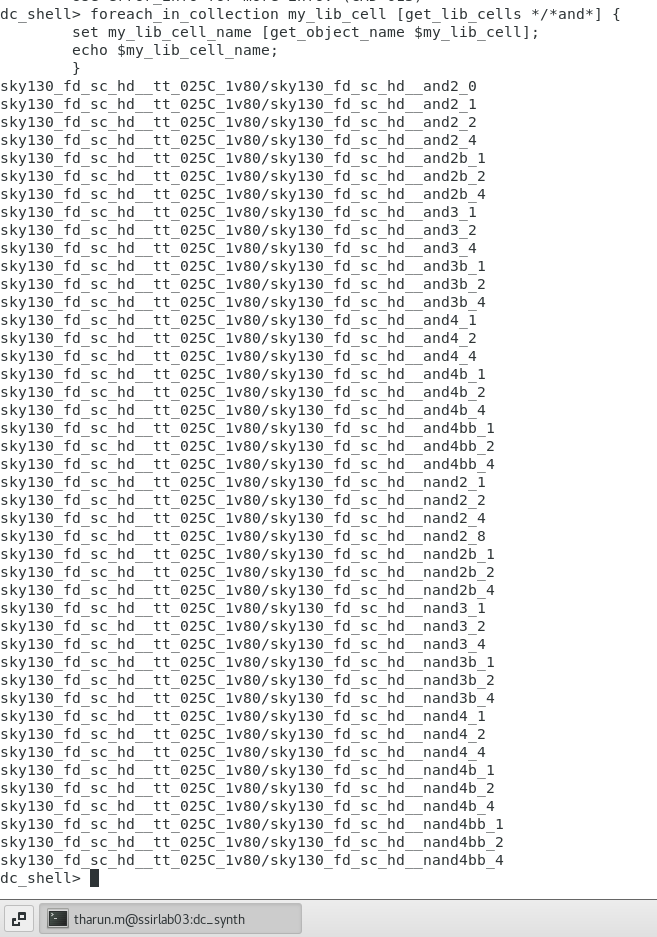 dc_shell> foreach_in_collection my_lib_cell [get_lib_cells */*and*] {
        set my_lib_cell_name [get_object_name $my_lib_cell];
        echo $my_lib_cell_name;
        }
sky130_fd_sc_hd__tt_025C_1v80/sky130_fd_sc_hd__and2_0
sky130_fd_sc_hd__tt_025C_1v80/sky130_fd_sc_hd__and2_1
sky130_fd_sc_hd__tt_025C_1v80/sky130_fd_sc_hd__and2_2
sky130_fd_sc_hd__tt_025C_1v80/sky130_fd_sc_hd__and2_4
sky130_fd_sc_hd__tt_025C_1v80/sky130_fd_sc_hd__and2b_1
sky130_fd_sc_hd__tt_025C_1v80/sky130_fd_sc_hd__and2b_2
sky130_fd_sc_hd__tt_025C_1v80/sky130_fd_sc_hd__and2b_4
sky130_fd_sc_hd__tt_025C_1v80/sky130_fd_sc_hd__and3_1
sky130_fd_sc_hd__tt_025C_1v80/sky130_fd_sc_hd__and3_2
sky130_fd_sc_hd__tt_025C_1v80/sky130_fd_sc_hd__and3_4
sky130_fd_sc_hd__tt_025C_1v80/sky130_fd_sc_hd__and3b_1
sky130_fd_sc_hd__tt_025C_1v80/sky130_fd_sc_hd__and3b_2
sky130_fd_sc_hd__tt_025C_1v80/sky130_fd_sc_hd__and3b_4
sky130_fd_sc_hd__tt_025C_1v80/sky130_fd_sc_hd__and4_1
sky130_fd_sc_hd__tt_025C_1v80/sky130_fd_sc_hd__and4_2
sky130_fd_sc_hd__tt_025C_1v80/sky130_fd_sc_hd__and4_4
sky130_fd_sc_hd__tt_025C_1v80/sky130_fd_sc_hd__and4b_1
sky130_fd_sc_hd__tt_025C_1v80/sky130_fd_sc_hd__and4b_2
sky130_fd_sc_hd__tt_025C_1v80/sky130_fd_sc_hd__and4b_4
sky130_fd_sc_hd__tt_025C_1v80/sky130_fd_sc_hd__and4bb_1
sky130_fd_sc_hd__tt_025C_1v80/sky130_fd_sc_hd__and4bb_2
sky130_fd_sc_hd__tt_025C_1v80/sky130_fd_sc_hd__and4bb_4
sky130_fd_sc_hd__tt_025C_1v80/sky130_fd_sc_hd__nand2_1
sky130_fd_sc_hd__tt_025C_1v80/sky130_fd_sc_hd__nand2_2
sky130_fd_sc_hd__tt_025C_1v80/sky130_fd_sc_hd__nand2_4
sky130_fd_sc_hd__tt_025C_1v80/sky130_fd_sc_hd__nand2_8
sky130_fd_sc_hd__tt_025C_1v80/sky130_fd_sc_hd__nand2b_1
sky130_fd_sc_hd__tt_025C_1v80/sky130_fd_sc_hd__nand2b_2
sky130_fd_sc_hd__tt_025C_1v80/sky130_fd_sc_hd__nand2b_4
sky130_fd_sc_hd__tt_025C_1v80/sky130_fd_sc_hd__nand3_1
sky130_fd_sc_hd__tt_025C_1v80/sky130_fd_sc_hd__nand3_2
sky130_fd_sc_hd__tt_025C_1v80/sky130_fd_sc_hd__nand3_4
sky130_fd_sc_hd__tt_025C_1v80/sky130_fd_sc_hd__nand3b_1
sky130_fd_sc_hd__tt_025C_1v80/sky130_fd_sc_hd__nand3b_2
sky130_fd_sc_hd__tt_025C_1v80/sky130_fd_sc_hd__nand3b_4
sky130_fd_sc_hd__tt_025C_1v80/sky130_fd_sc_hd__nand4_1
sky130_fd_sc_hd__tt_025C_1v80/sky130_fd_sc_hd__nand4_2
sky130_fd_sc_hd__tt_025C_1v80/sky130_fd_sc_hd__nand4_4
sky130_fd_sc_hd__tt_025C_1v80/sky130_fd_sc_hd__nand4b_1
sky130_fd_sc_hd__tt_025C_1v80/sky130_fd_sc_hd__nand4b_2
sky130_fd_sc_hd__tt_025C_1v80/sky130_fd_sc_hd__nand4b_4
sky130_fd_sc_hd__tt_025C_1v80/sky130_fd_sc_hd__nand4bb_1
sky130_fd_sc_hd__tt_025C_1v80/sky130_fd_sc_hd__nand4bb_2
sky130_fd_sc_hd__tt_025C_1v80/sky130_fd_sc_hd__nand4bb_4
dc_shell>
tharun.m@ssirlab03:dc_synth